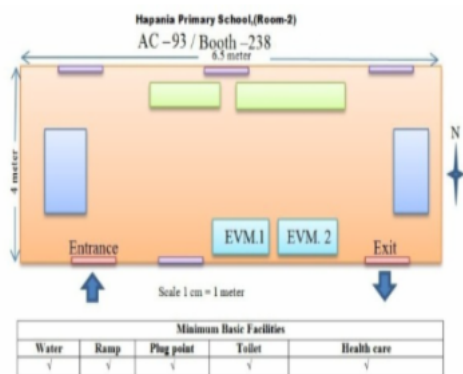 Hapania Primary School,(Room-2)
AC –93 / Booth –238
6.5 meter
4 meter
N
EVM.1 EVM. 2
Entrance Exit
Scale 1 cm = 1 meter
Minimum Basic Facilities
Water Ramp Plug point Toilet Health care
√ √ √ √ √